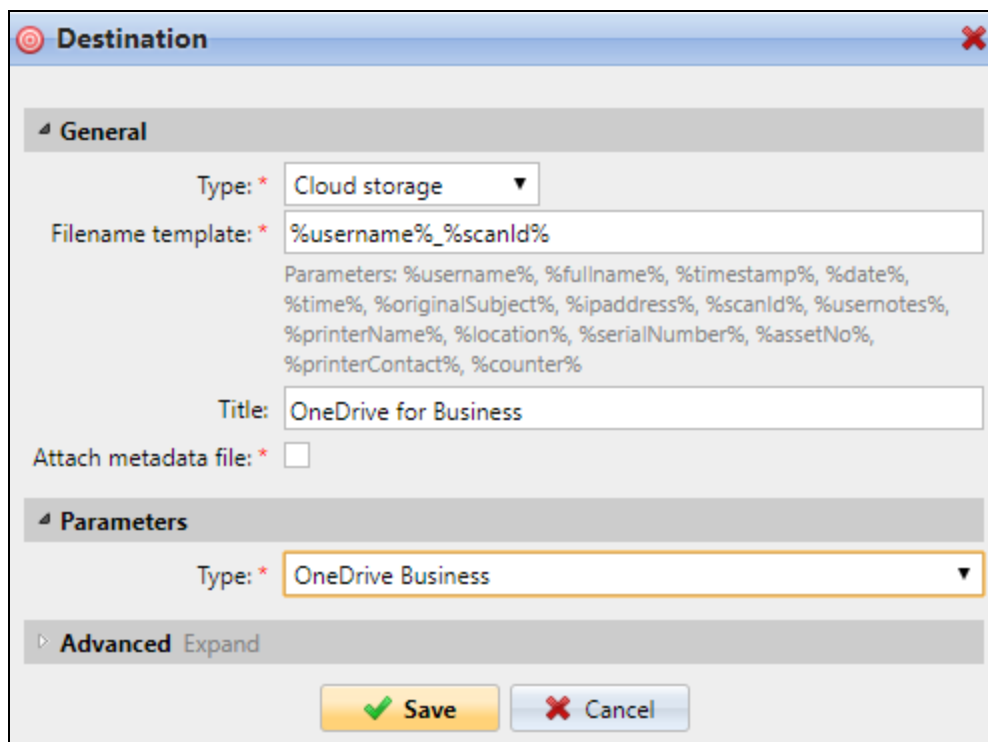 Destination
General
Type: * Cloud storage
Filename template: * %username%_%scanId%
Parameters: %username%, %fullname%, %timestamp%, %date%,
%time%, %originalSubject%, %ipaddress%, %scanId%, %usernotes%,
%printerName%, %location%, %serialNumber%, %assetNo%,
%printerContact%, %counter%
Title: OneDrive for Business
Attach metadata file: *
Parameters
Type: * OneDrive Business
Advanced Expand
Save Cancel